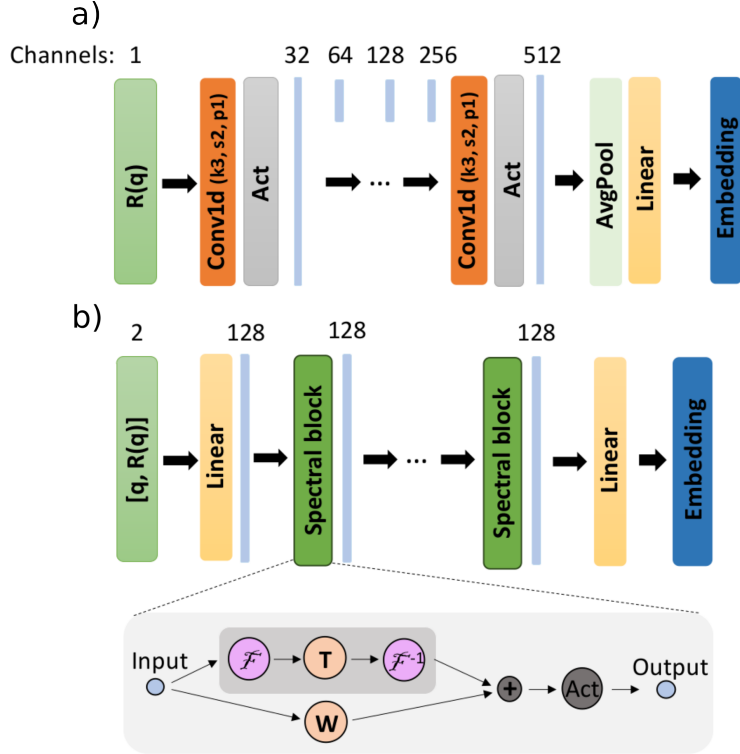 a)
Channels: 1 32 64 128 256 512
R(q)
Conv1d (k3, s2, p1)
Act
...
Conv1d (k3, s2, p1)
Act
AvgPool
Linear
Embedding
b)
2 128 128 128
[q, R(q)]
Linear
Spectral block
...
Spectral block
Linear
Embedding
Input
ℱ
T
ℱ-1
W
+
Act
Output